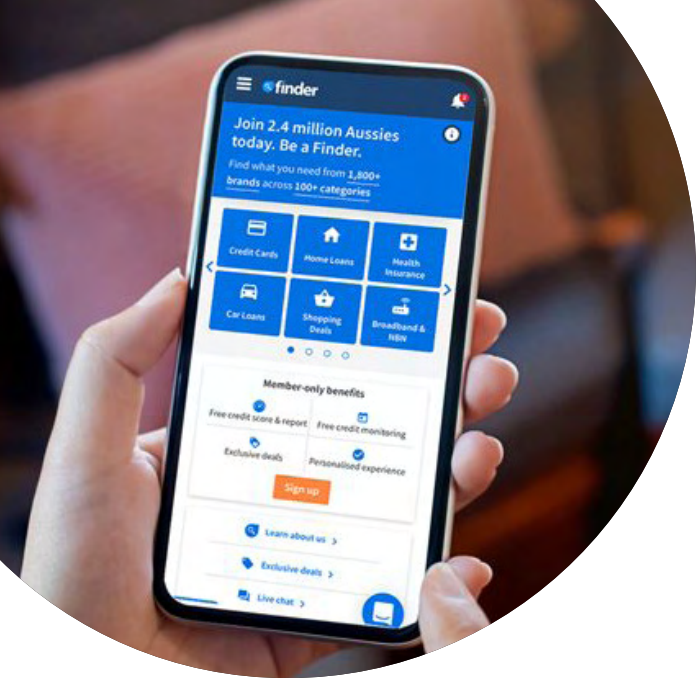 finder
2
Join 2.4 million Aussies
today. Be a Finder.
Find what you need from 1,800+
brands across 100+ categories
Credit Cards
Home Loans
Health
Insurance
Car Loans
Shopping
Deals
Broadband &
NBN
Member-only benefits
Free credit score & report
Free credit monitoring
Exclusive deals
Personalised experience
Sign up
Learn about us
Exclusive deals
Live chat